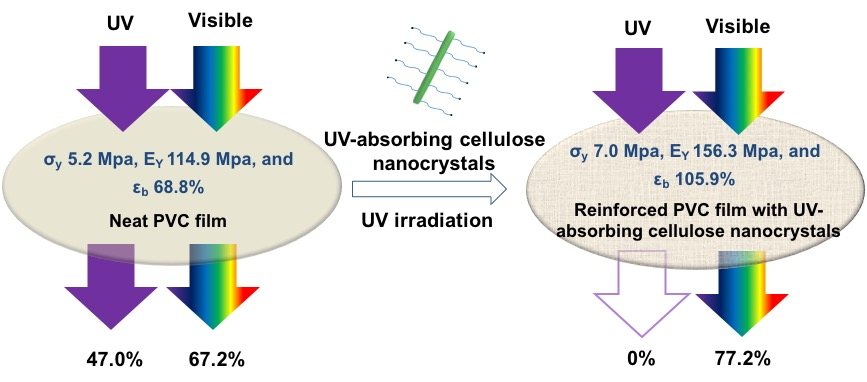 UV
Visible
σy 5.2 Mpa, EY 114.9 Mpa, and
εb 68.8%
Neat PVC film
47.0%
67.2%
UV-absorbing cellulose
nanocrystals
UV irradiation
UV
Visible
σy 7.0 Mpa, EY 156.3 Mpa, and
εb 105.9%
Reinforced PVC film with UV-
absorbing cellulose nanocrystals
0%
77.2%